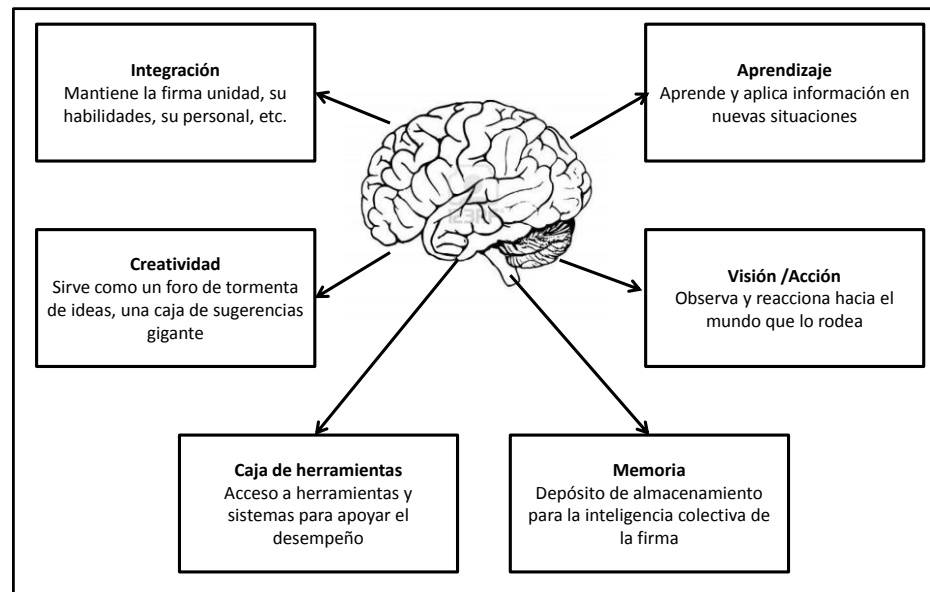 Integración
Mantiene la firma unidad, su
habilidades, su personal, etc.
Aprendizaje
Aprende y aplica información en
nuevas situaciones
Creatividad
Sirve como un foro de tormenta
de ideas, una caja de sugerencias
gigante
Visión /Acción
Observa y reacciona hacia el
mundo que lo rodea
Caja de herramientas
Acceso a herramientas y
sistemas para apoyar el
desempeño
Memoria
Depósito de almacenamiento
para la inteligencia colectiva de
la firma